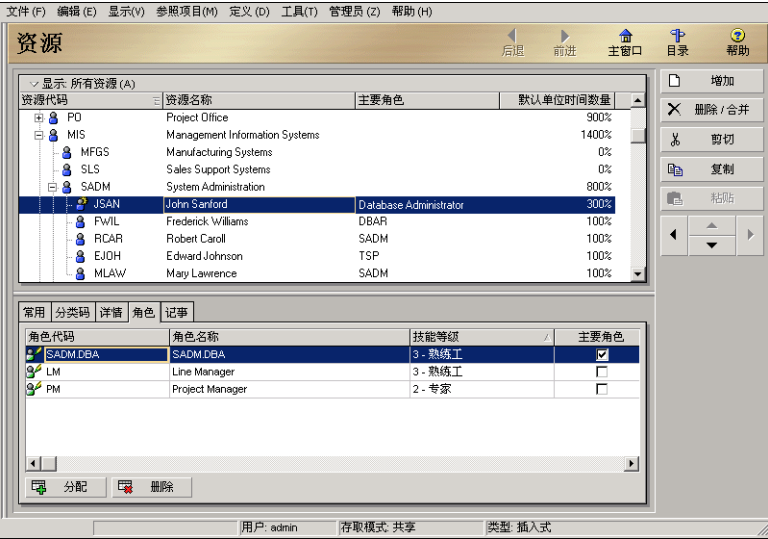 文件(F) 编辑(E) 显示(V) 参照项目(M) 定义(D) 工具(T) 管理员(Z) 帮助(H)
资源 后退 前进 主窗口 目录 帮助
显示: 所有资源(A)
资源代码 资源名称 主要角色 默认单位时间数量
PO Project Office 900%
MIS Management Information Systems 1400%
MFGS Manufacturing Systems 0%
SLS Sales Support Systems 0%
SADM System Administration 800%
JSAN John Sanford Database Administrator 300%
FWIL Frederick Williams DBAR 100%
RCAR Robert Caroll SADM 100%
EJOH Edward Johnson TSP 100%
MLAW Mary Lawrence SADM 100%
增加
删除/合并
剪切
复制
粘贴
常用 分类码 详情 角色 记事
角色代码 角色名称 技能等级 主要角色
SADM.DBA SADM.DBA 3 - 熟练工
LM Line Manager 3 - 熟练工
PM Project Manager 2 - 专家
分配 删除
用户: admin 存取模式: 共享 类型: 插入式